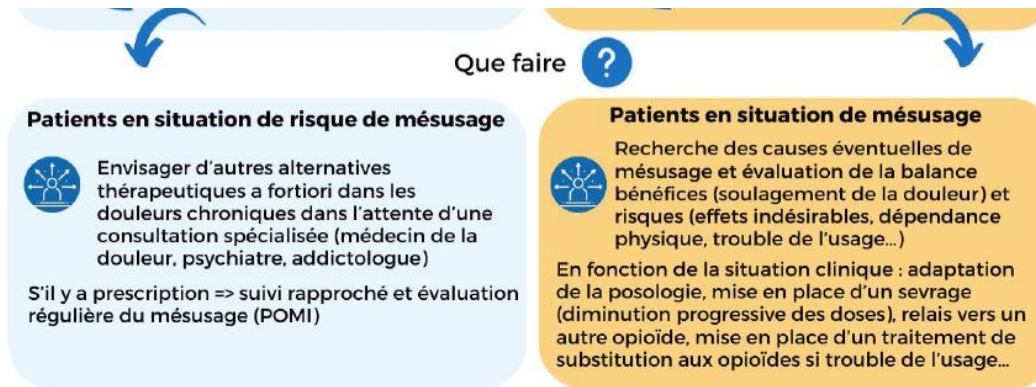 Que faire ?
Patients en situation de risque de mésusage
Envisager d'autres alternatives
thérapeutiques a fortiori dans les
douleurs chroniques dans l'attente d'une
consultation spécialisée (médecin de la
douleur, psychiatre, addictologue)
S'il y a prescription => suivi rapproché et évaluation
régulière du mésusage (POMI)
Patients en situation de mésusage
Recherche des causes éventuelles de
mésusage et évaluation de la balance
bénéfices (soulagement de la douleur) et
risques (effets indésirables, dépendance
physique, trouble de l'usage...)
En fonction de la situation clinique : adaptation
de la posologie, mise en place d'un sevrage
(diminution progressive des doses), relais vers un
autre opioïde, mise en place d'un traitement de
substitution aux opioïdes si trouble de l'usage...